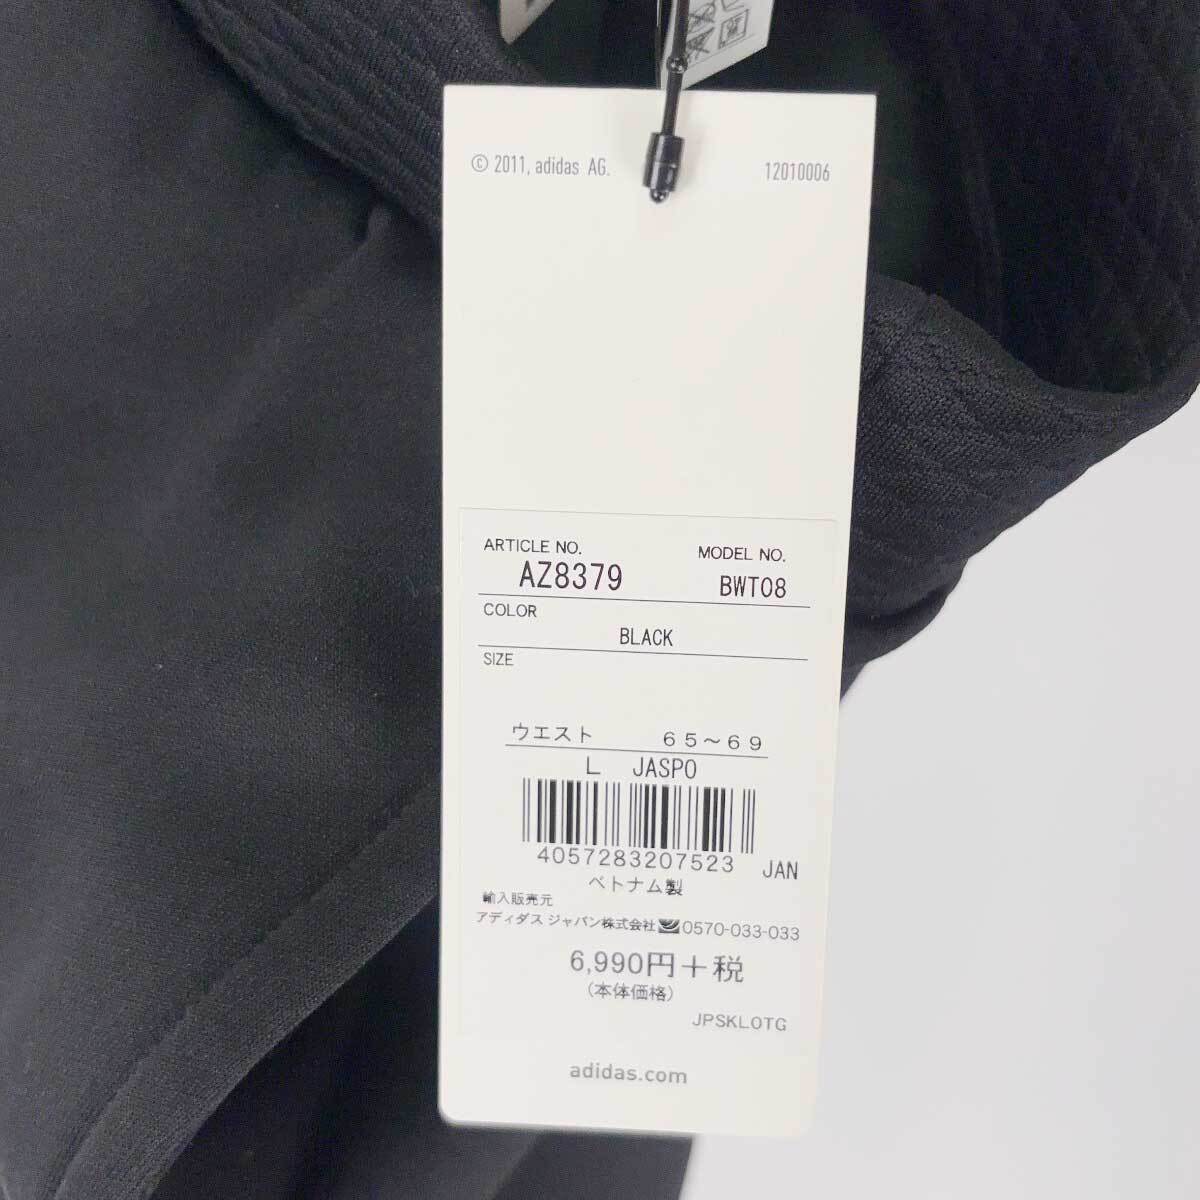 © 2011, adidas AG.
12010006
ARTICLE NO.
MODEL NO.
AZ8379
BWT08
COLOR
BLACK
SIZE
ウエスト　　６５～６９
L JASPO
4057283207523 JAN
ベトナム製
輸入販売元
アディダス ジャパン株式会社 0570-033-033
6,990円＋税
（本体価格）
JPSKLOTG
adidas.com